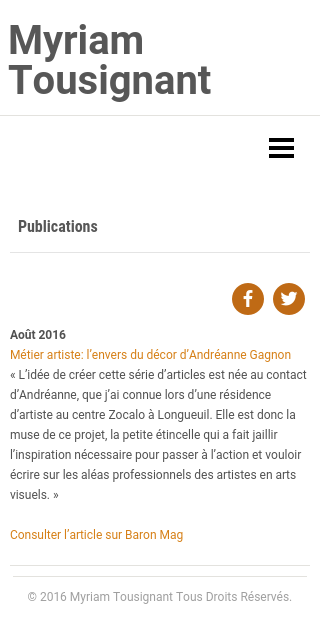 Myriam
Tousignant
Publications
Août 2016
Métier artiste: l’envers du décor d’Andréanne Gagnon
« L’idée de créer cette série d’articles est née au contact
d’Andréanne, que j’ai connue lors d’une résidence
d’artiste au centre Zocalo à Longueuil. Elle est donc la
muse de ce projet, la petite étincelle qui a fait jaillir
l’inspiration nécessaire pour passer à l’action et vouloir
écrire sur les aléas professionnels des artistes en arts
visuels. »
Consulter l’article sur Baron Mag
© 2016 Myriam Tousignant Tous Droits Réservés.